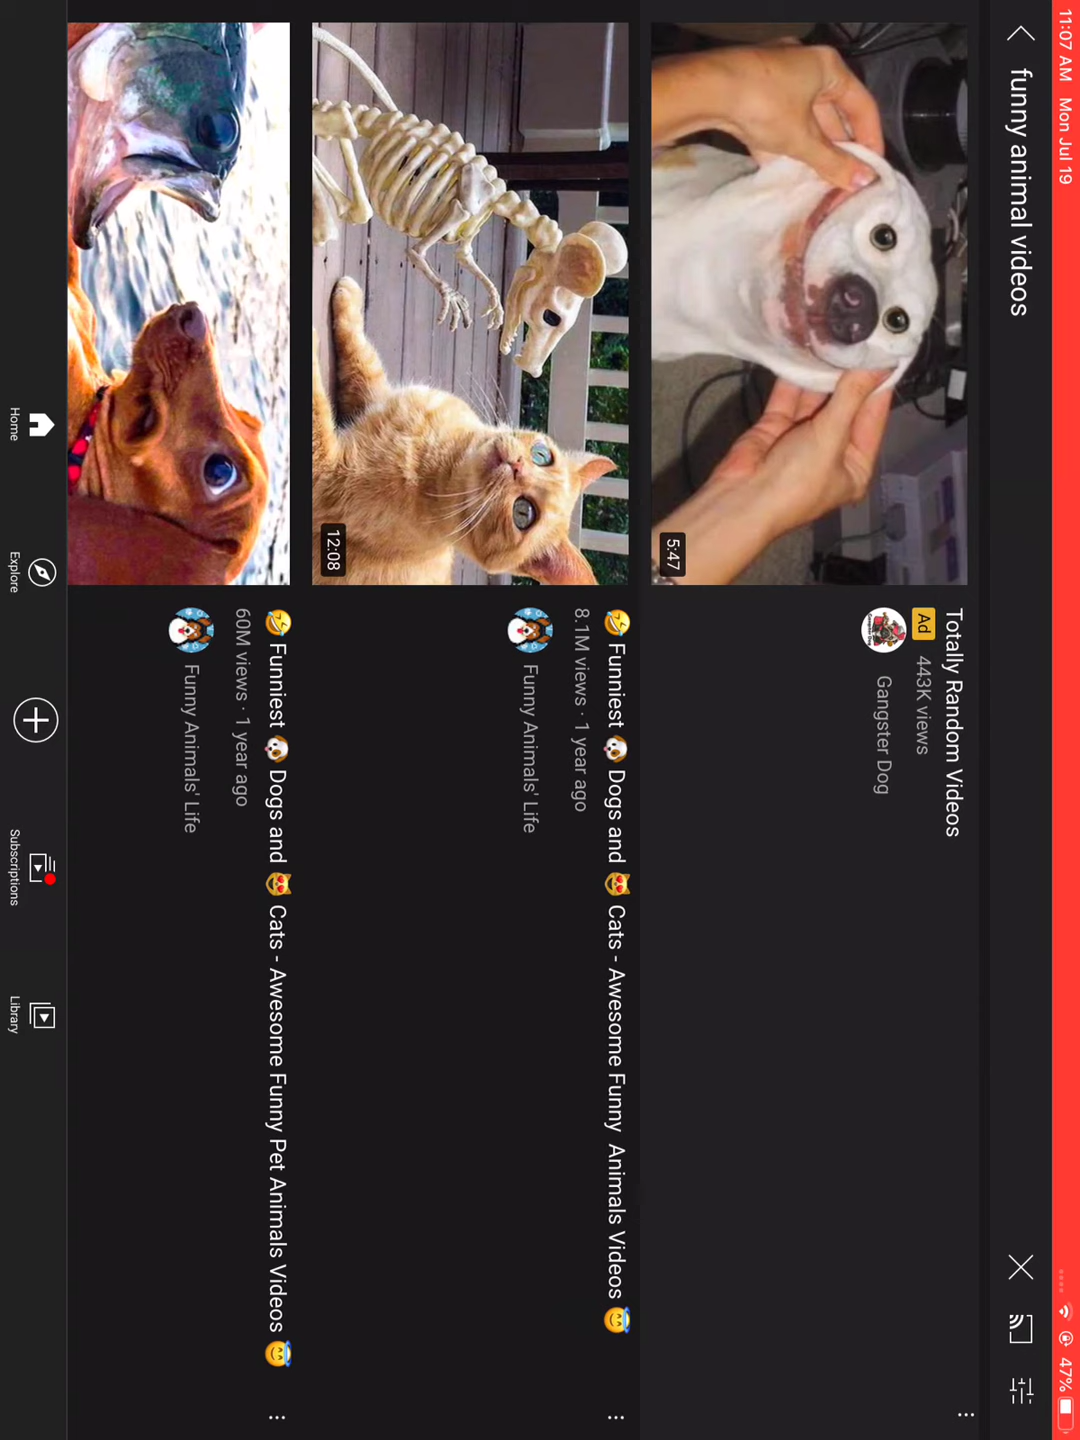 11:07 AM Mon Jul 19
47%
funny animal videos
5:47
Totally Random Videos
Ad 443K views
Gangster Dog
12:08
🤣 Funniest 🐶 Dogs and 😻 Cats - Awesome Funny Animals Videos 😇
8.1M views · 1 year ago
Funny Animals' Life
🤣 Funniest 🐶 Dogs and 😻 Cats - Awesome Funny Pet Animals Videos 😇
60M views · 1 year ago
Funny Animals' Life
Home
Explore
Subscriptions
Library